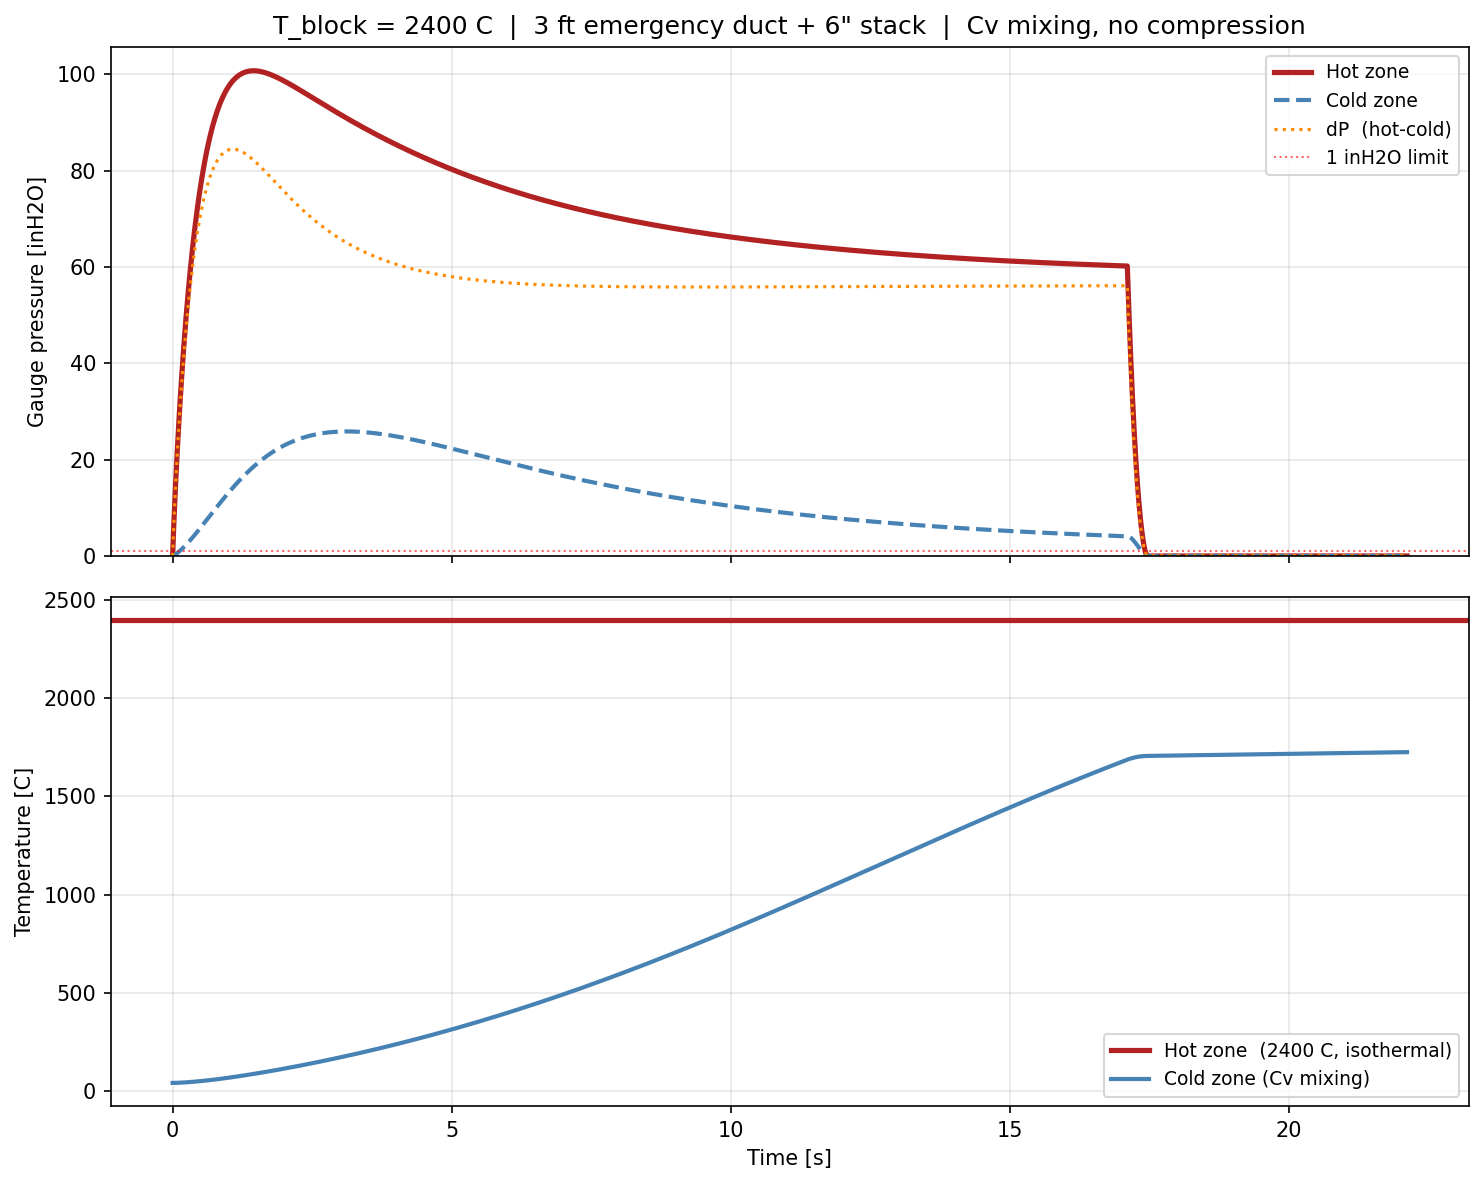 T_block = 2400 C  |  3 ft emergency duct + 6" stack  |  Cv mixing, no compression
Gauge pressure [inH2O]
100
80
60
40
20
0
Hot zone
Cold zone
dP  (hot-cold)
1 inH2O limit
Temperature [C]
2500
2000
1500
1000
500
0
Hot zone  (2400 C, isothermal)
Cold zone (Cv mixing)
0 5 10 15 20
Time [s]